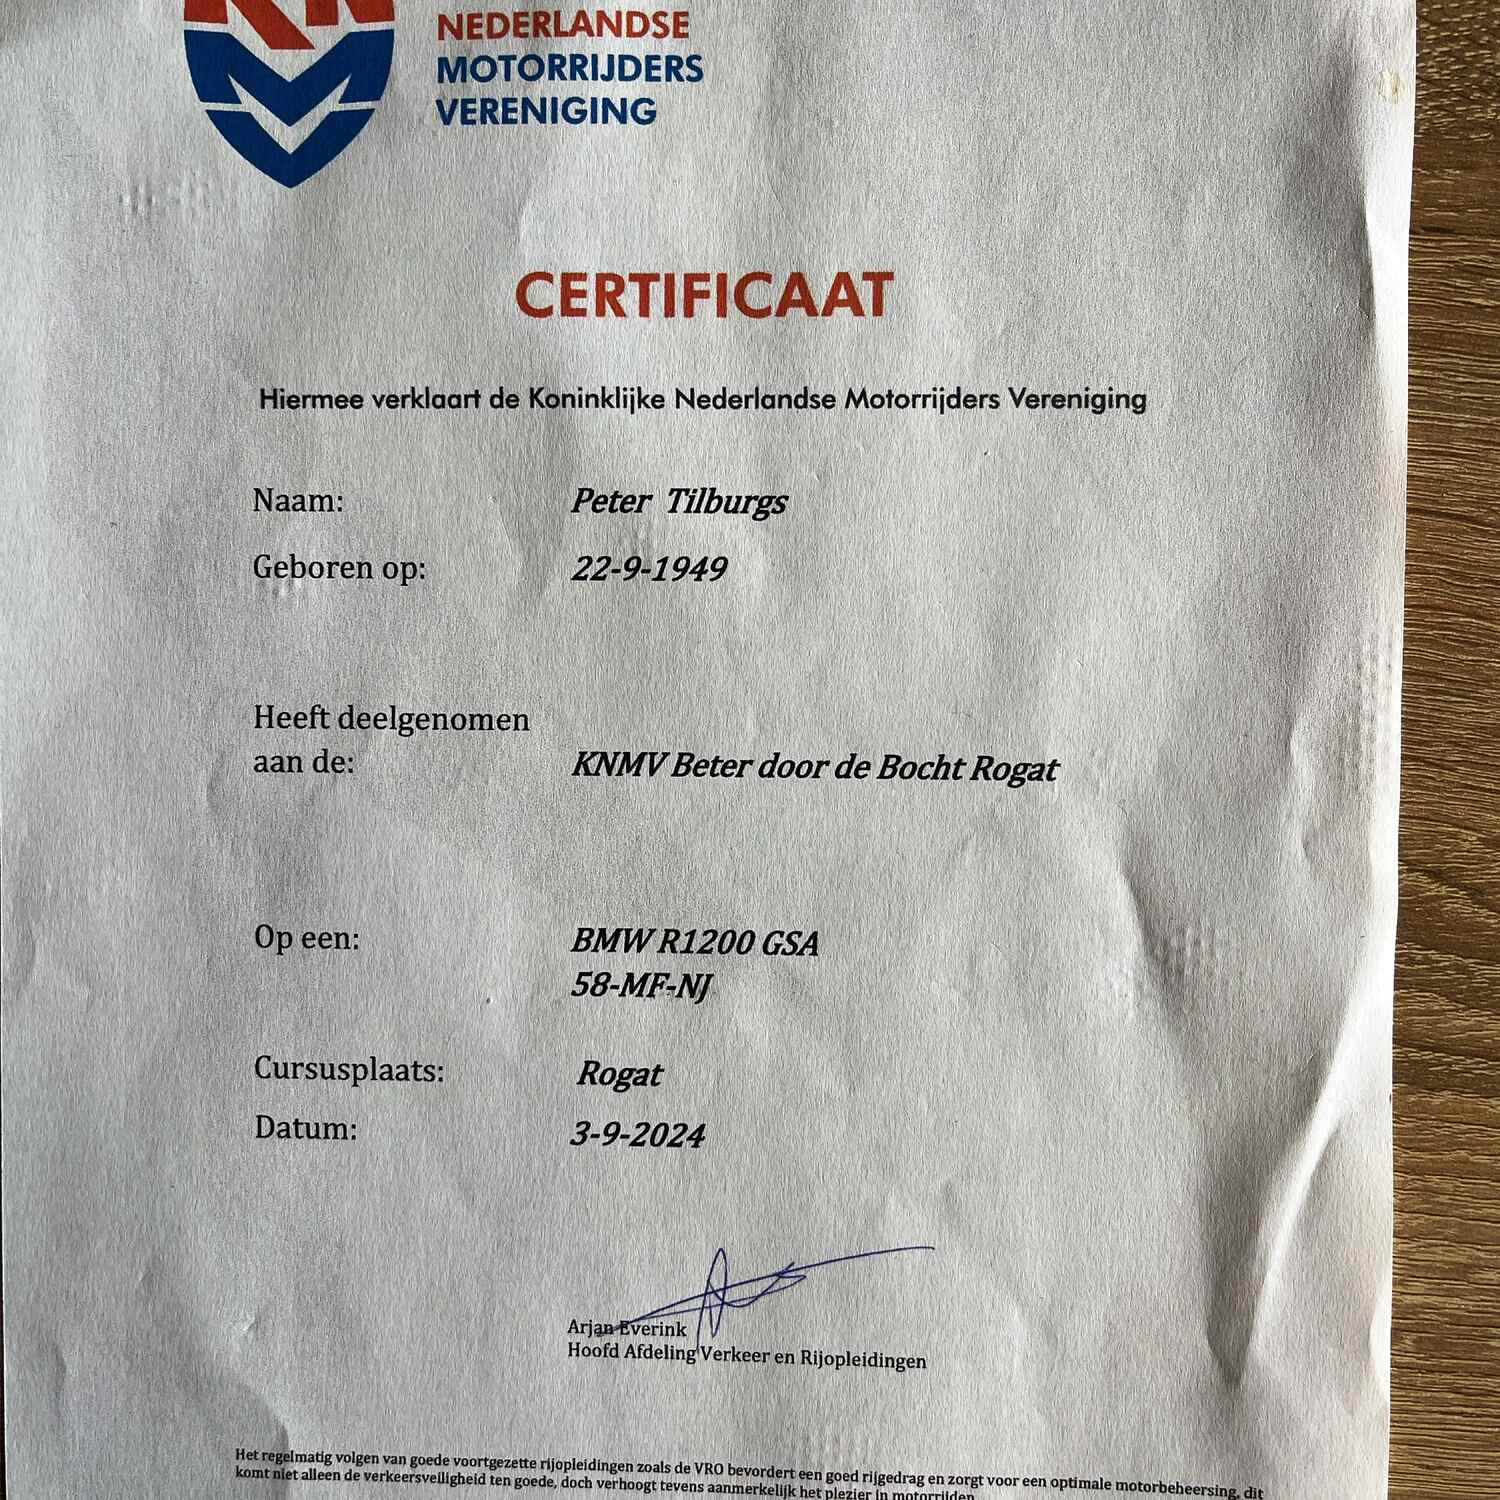 NEDERLANDSE
MOTORRIJDERS
VERENIGING
CERTIFICAAT
Hiermee verklaart de Koninklijke Nederlandse Motorrijders Vereniging
Naam: Peter Tilburgs
Geboren op: 22-9-1949
Heeft deelgenomen
aan de: KNMV Beter door de Bocht Rogat
Op een: BMW R1200 GSA
58-MF-NJ
Cursusplaats: Rogat
Datum: 3-9-2024
Arjan Everink
Hoofd Afdeling Verkeer en Rijopleidingen
Het regelmatig volgen van goede voortgezette rijopleidingen zoals de VRO bevordert een goed rijgedrag en zorgt voor een optimale motorbeheersing, dit
komt niet alleen de verkeersveiligheid ten goede, doch verhoogt tevens aanmerkelijk het plezier in motorrijden